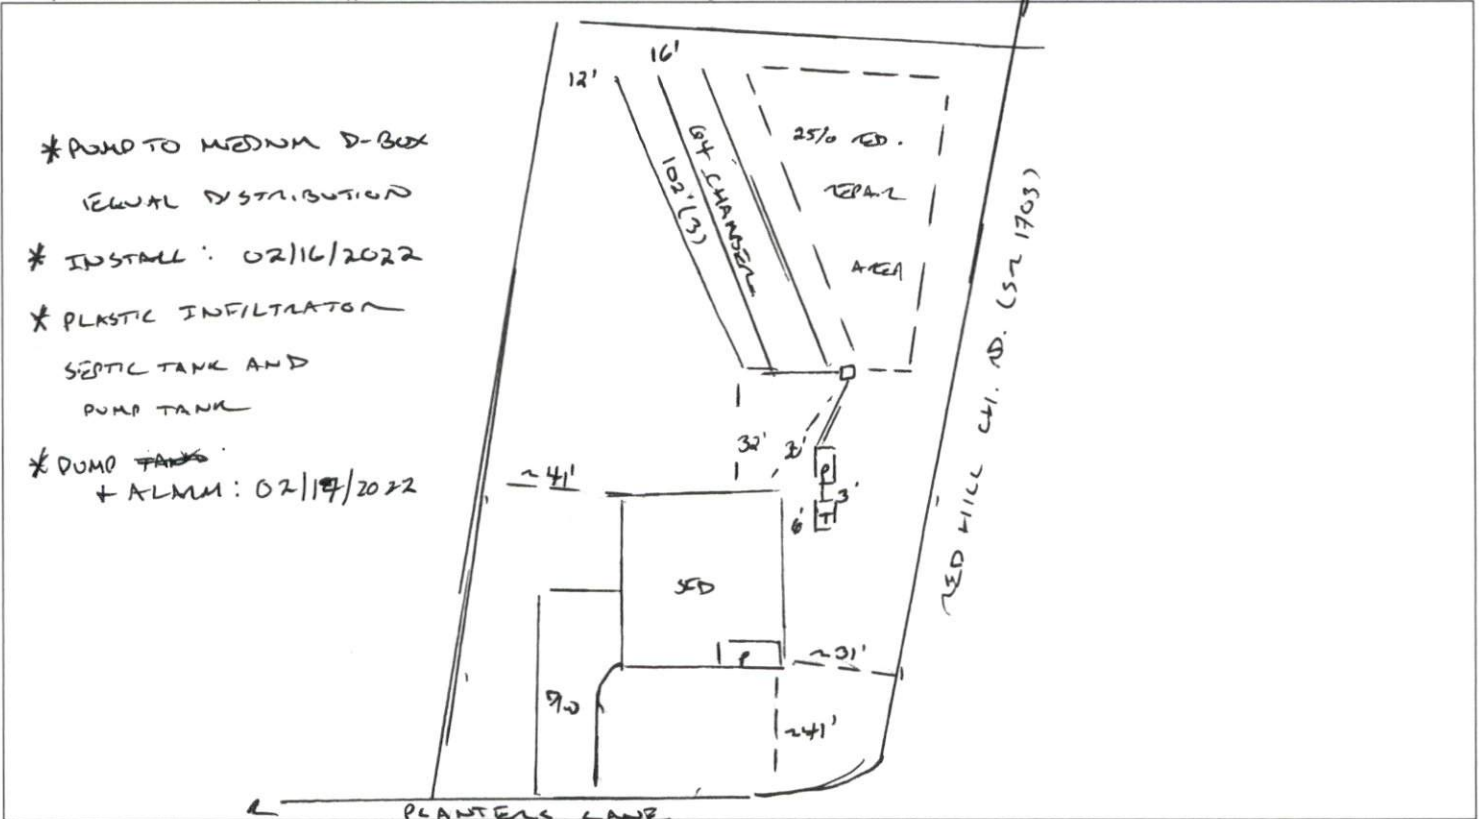 * PUMP TO MEDIUM D-BOX
EQUAL DISTRIBUTION
* INSTALL: 02/16/2022
* PLASTIC INFILTRATOR
SEPTIC TANK AND
PUMP TANK
* PUMP
+ ALARM: 02/17/2022
12'
16'
102' (3)
64 CHAMBER
25% RED.
REPAIR
AREA
RED HILL CH. RD. (SR 1703)
32'
P
3'
T
6'
~41'
SFD
P
~31'
D/W
~41'
PLANTERS LANE